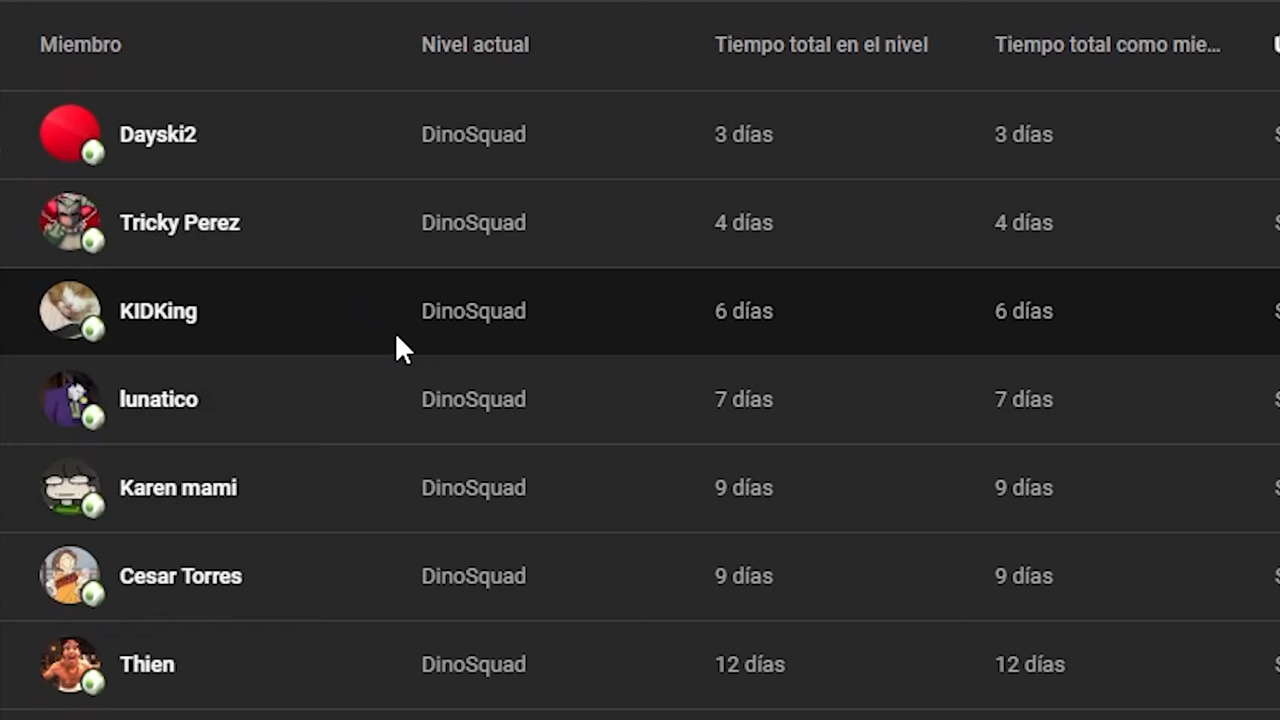 Miembro Nivel actual Tiempo total en el nivel Tiempo total como mie...
Dayski2 DinoSquad 3 días 3 días
Tricky Perez DinoSquad 4 días 4 días
KIDKing DinoSquad 6 días 6 días
lunatico DinoSquad 7 días 7 días
Karen mami DinoSquad 9 días 9 días
Cesar Torres DinoSquad 9 días 9 días
Thien DinoSquad 12 días 12 días